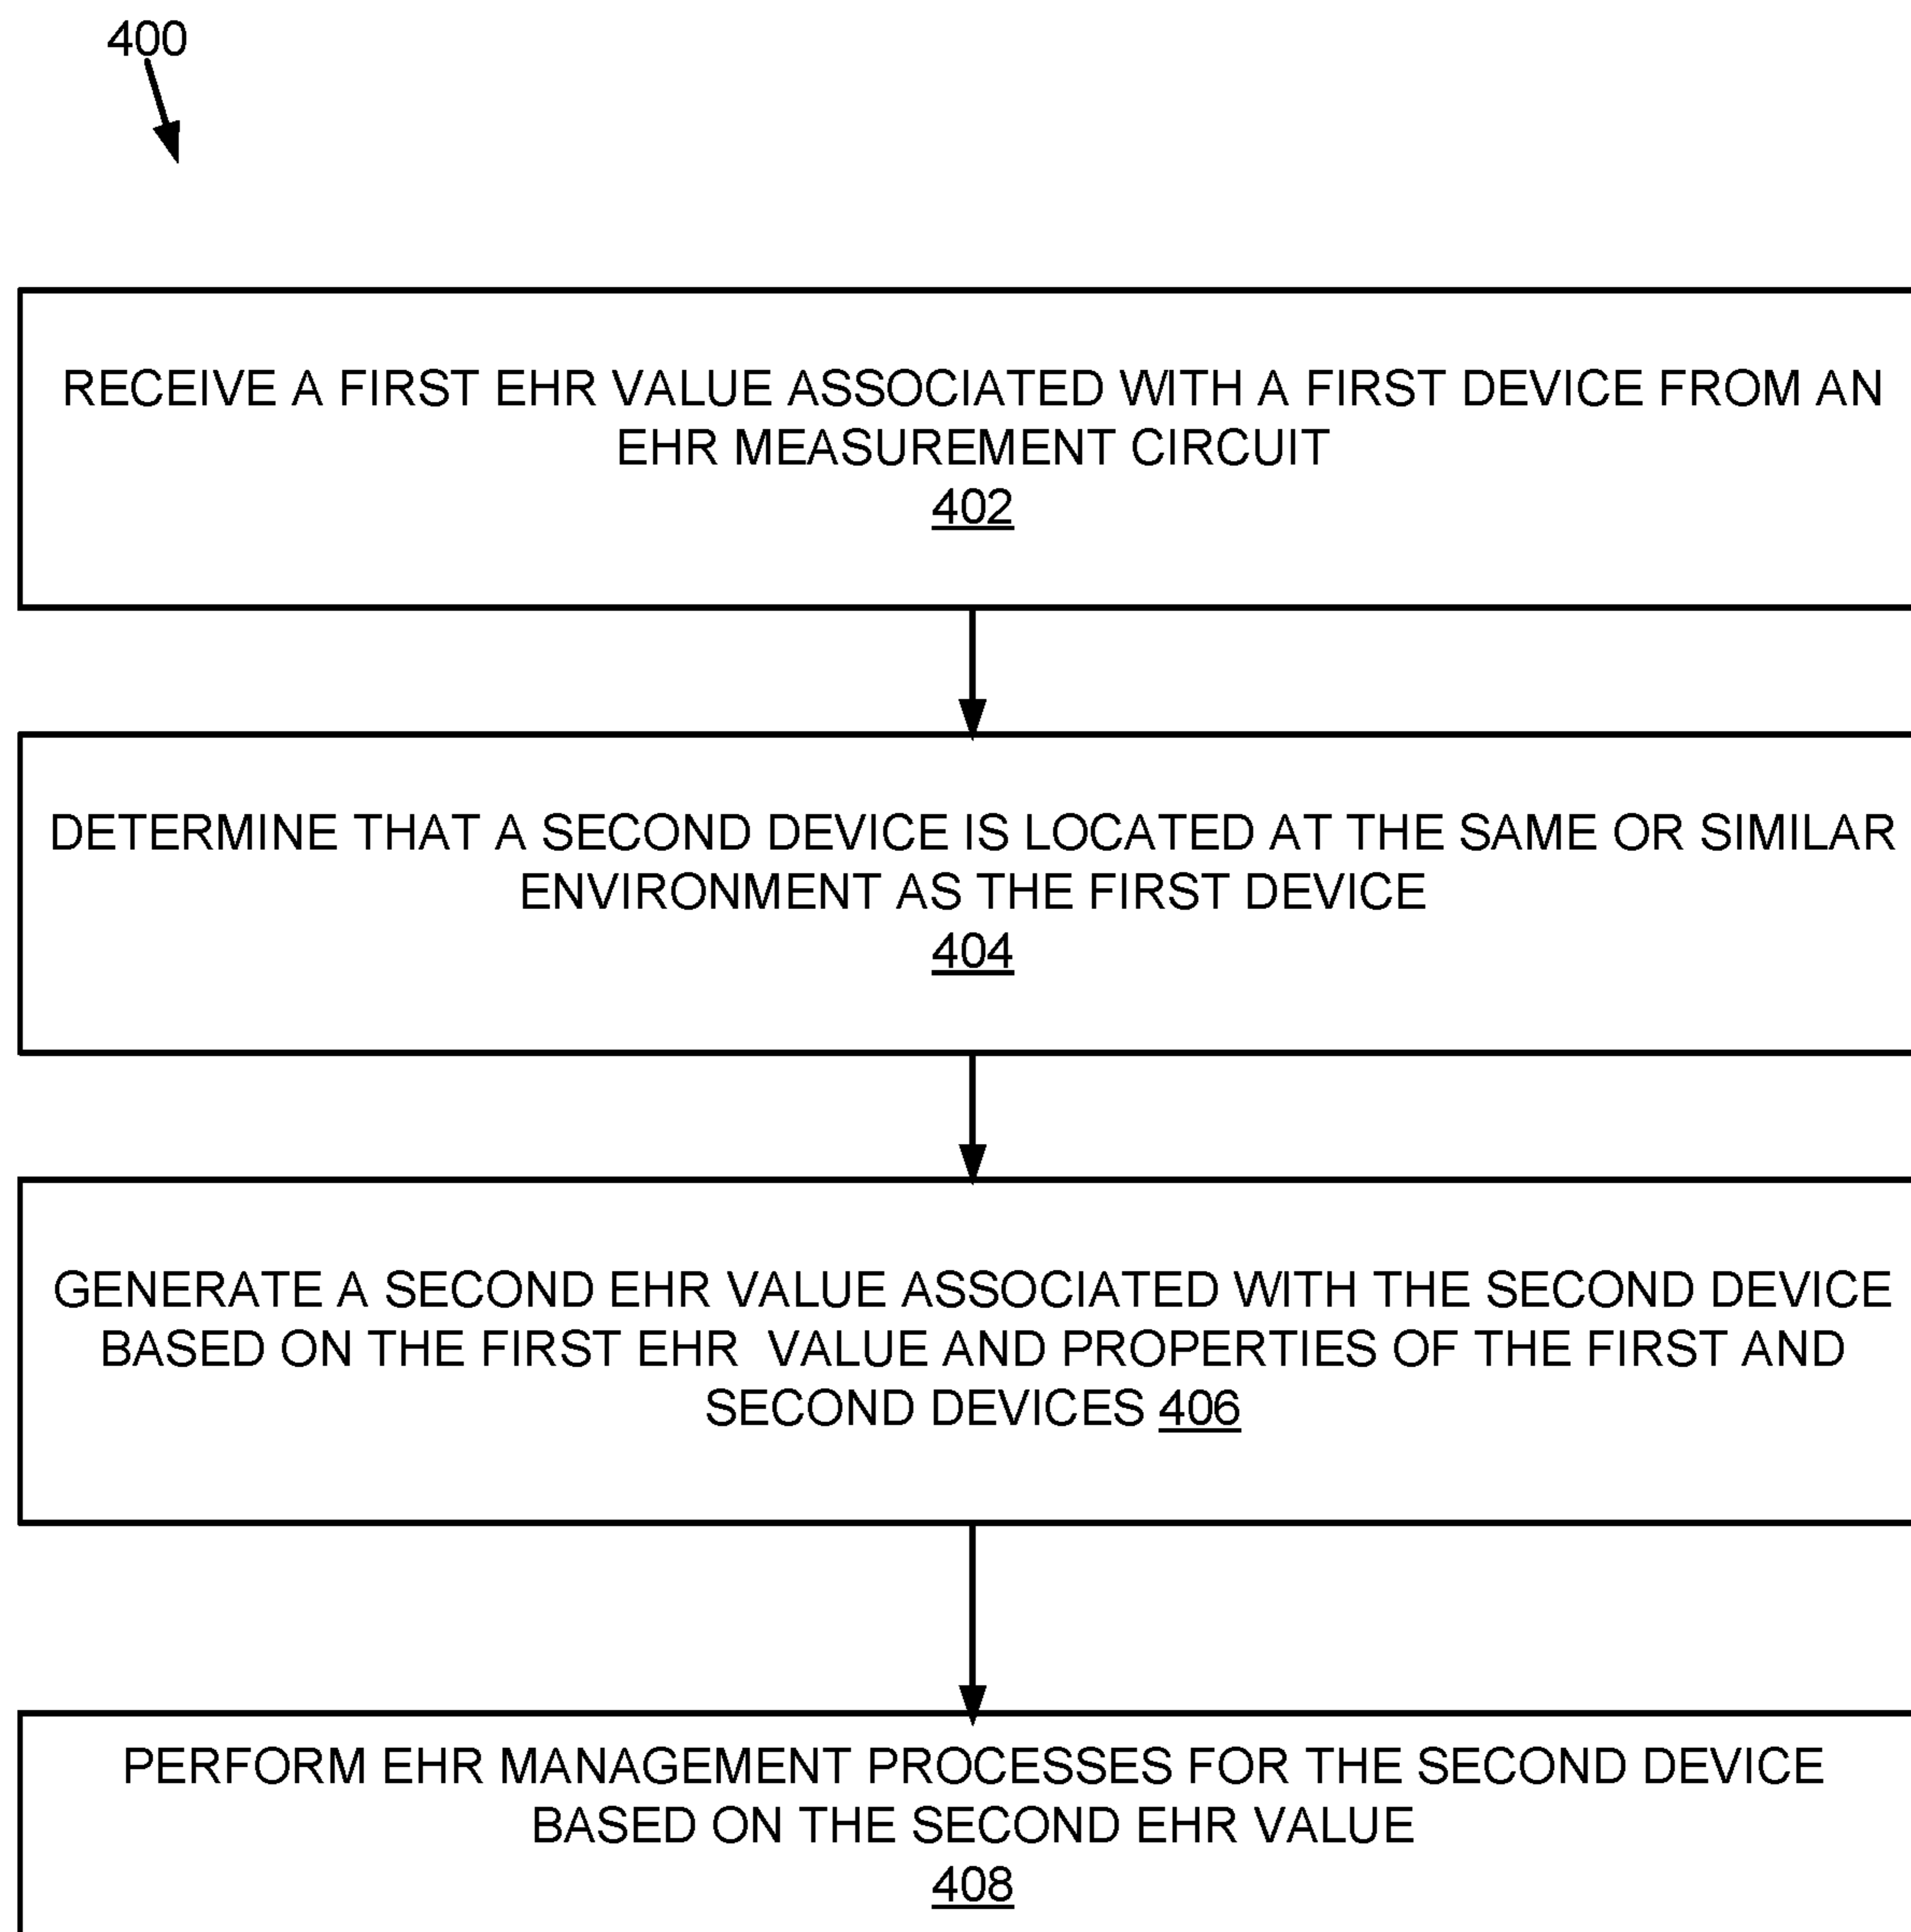 400
RECEIVE A FIRST EHR VALUE ASSOCIATED WITH A FIRST DEVICE FROM AN
EHR MEASUREMENT CIRCUIT
402
DETERMINE THAT A SECOND DEVICE IS LOCATED AT THE SAME OR SIMILAR
ENVIRONMENT AS THE FIRST DEVICE
404
GENERATE A SECOND EHR VALUE ASSOCIATED WITH THE SECOND DEVICE
BASED ON THE FIRST EHR VALUE AND PROPERTIES OF THE FIRST AND
SECOND DEVICES 406
PERFORM EHR MANAGEMENT PROCESSES FOR THE SECOND DEVICE
BASED ON THE SECOND EHR VALUE
408